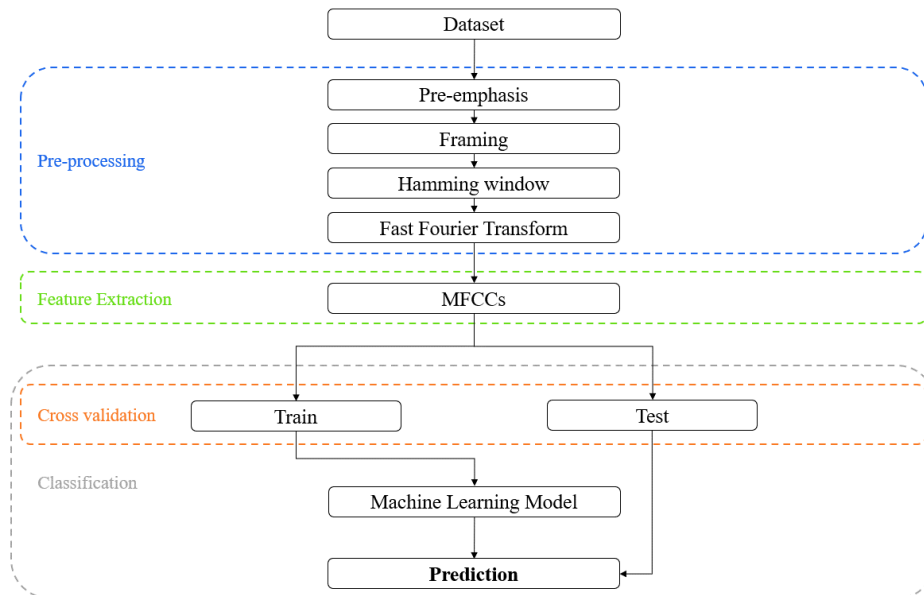 Dataset
Pre-emphasis
Framing
Pre-processing
Hamming window
Fast Fourier Transform
Feature Extraction
MFCCs
Cross validation
Train
Test
Classification
Machine Learning Model
Prediction